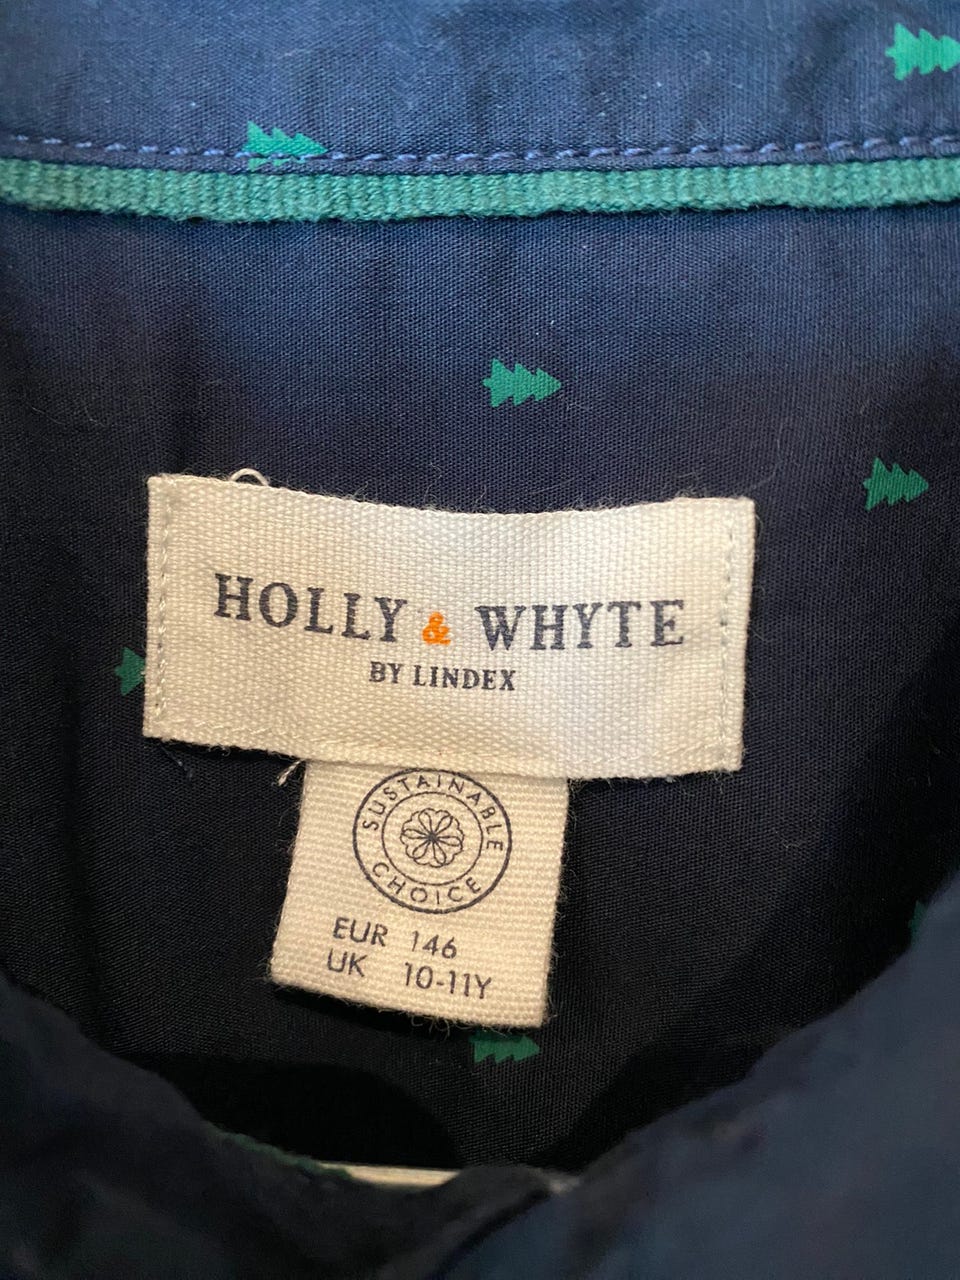 HOLLY & WHYTE
BY LINDEX
SUSTAINABLE
CHOICE
EUR 146
UK 10-11Y